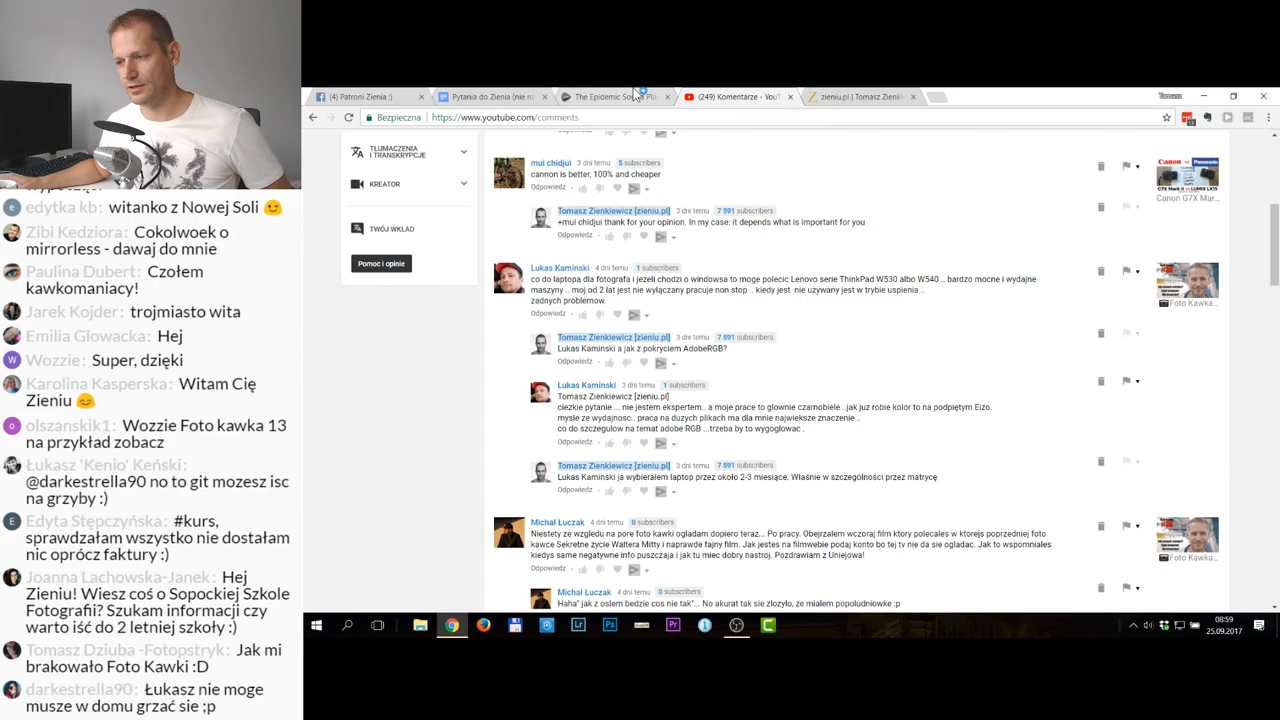 edytka kb: witanko z Nowej Soli
Zibi Kedziora: Cokolwoek o
mirrorless - dawaj do mnie
Paulina Dubert: Czołem
kawkomaniacy!
Jarek Kojder: trojmiasto wita
Emilia Glowacka: Hej
Wozzie: Super, dzięki
Karolina Kasperska: Witam Cię
Zieniu
olszanskik1: Wozzie Foto kawka 13
na przykład zobacz
Łukasz 'Kenio' Keński:
@darkestrella90 no to git mozesz isc
na grzyby :)
Edyta Stępczyńska: #kurs,
sprawdzałam wszystko nie dostałam
nic oprócz faktury :)
Joanna Lachowska-Janek: Hej
Zieniu! Wiesz coś o Sopockiej Szkole
Fotografii? Szukam informacji czy
warto iść do 2 letniej szkoły :)
Tomasz Dziuba -Fotopstryk: Jak mi
brakowało Foto Kawki :D
darkestrella90: Łukasz nie moge
musze w domu grzać sie ;p
(4) Patroni Zienia :)
Pytania do Zienia (nie na
The Epidemic
(249) Komentarze - YouT
zieniu.pl | Tomasz Zienkiewic
Tomasz
Bezpieczna
https://www.youtube.com/comments
TŁUMACZENIA
I TRANSKRYPCJE
KREATOR
TWÓJ WKŁAD
Pomoc i opinie
mui chidjui 3 dni temu 5 subscribers
cannon is better, 100% and cheaper
Odpowiedz
Canon G7X Mar...
Tomasz Zienkiewicz [zieniu.pl] 3 dni temu 7 591 subscribers
+mui chidjui thank for your opinion. In my case: it depends what is important for you
Odpowiedz
Lukas Kaminski 4 dni temu 1 subscribers
co do łaptopa dla fotografa i jezeli chodzi o windowsa to moge polecic Lenovo serie ThinkPad W530 albo W540 .. bardzo mocne i wydajne
maszyny .. moj od 2 lat jest nie wyłączany pracuje non stop .. kiedy jest nie uzywany jest w trybie uspienia ..
zadnych problemow.
Odpowiedz
Foto Kawka...
Tomasz Zienkiewicz [zieniu.pl] 3 dni temu 7 591 subscribers
Lukas Kaminski a jak z pokryciem AdobeRGB?
Odpowiedz
Lukas Kaminski 3 dni temu 1 subscribers
Tomasz Zienkiewicz [zieniu.pl]
ciezkie pytanie ... nie jestem ekspertem.. a moje prace to glownie czarnobiele ..jak juz robie kolor to na podpiętym Eizo.
mysle ze wydajnosc.. praca na duzych plikach ma dla mnie najwieksze znaczenie ..
co do szczegulow na temat adobe RGB ...trzeba by to wygoglowac .
Odpowiedz
Tomasz Zienkiewicz [zieniu.pl] 3 dni temu 7 591 subscribers
Lukas Kaminski ja wybierałem laptop przez około 2-3 miesiące. Właśnie w szczególności przez matrycę
Odpowiedz
Michał Łuczak 4 dni temu 0 subscribers
Niestety ze wzgledu na pore foto kawki ogladam dopiero teraz... Po pracy. Obejrzalem wczoraj film ktory polecales w ktorejs poprzedniej foto
kawce Sekretne zycie Waltera Mitty i naprawde fajny film. Jak jestes na filmwebie podaj konto bo tej tv nie da sie ogladac. Jak to wspomniales
kiedys same negatywne info puszczaja i jak tu miec dobry nastroj. Pozdrawiam z Uniejowa!
Odpowiedz
Foto Kawka...
Michał Łuczak 4 dni temu 0 subscribers
Haha" jak z oslem bedzie cos nie tak"... No akurat tak slozylo, ze mialem popoludniowke :p
08:59
25.09.2017